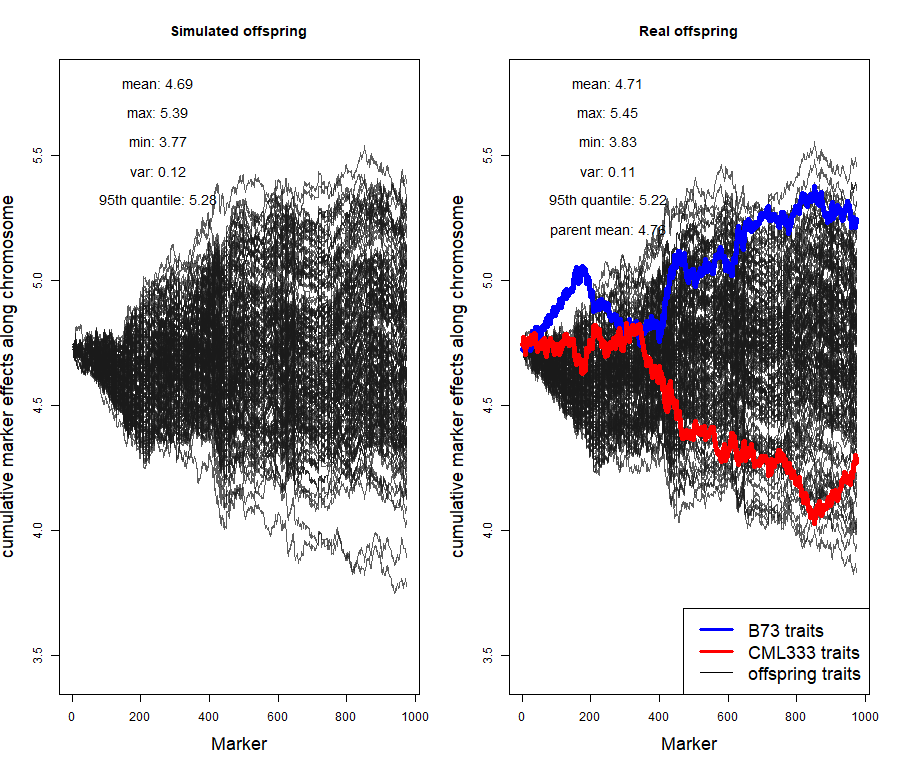 Simulated offspring
mean: 4.69
max: 5.39
min: 3.77
var: 0.12
95th quantile: 5.28
cumulative marker effects along chromosome
5.5
5.0
4.5
4.0
3.5
0 200 400 600 800 1000
Marker
Real offspring
mean: 4.71
max: 5.45
min: 3.83
var: 0.11
95th quantile: 5.22
parent mean: 4.76
cumulative marker effects along chromosome
5.5
5.0
4.5
4.0
3.5
B73 traits
CML333 traits
offspring traits
0 200 400 600 800 1000
Marker